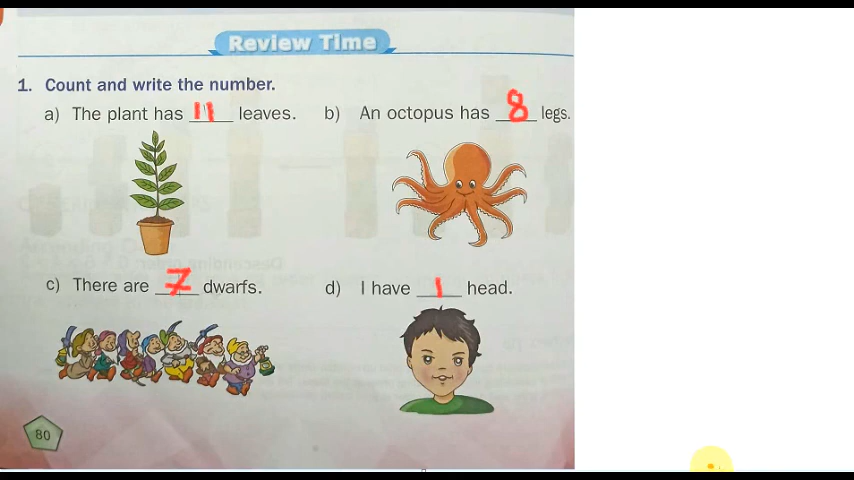 Review Time
1. Count and write the number.
a) The plant has 11 leaves. b) An octopus has 8 legs.
c) There are 7 dwarfs. d) I have 1 head.
80